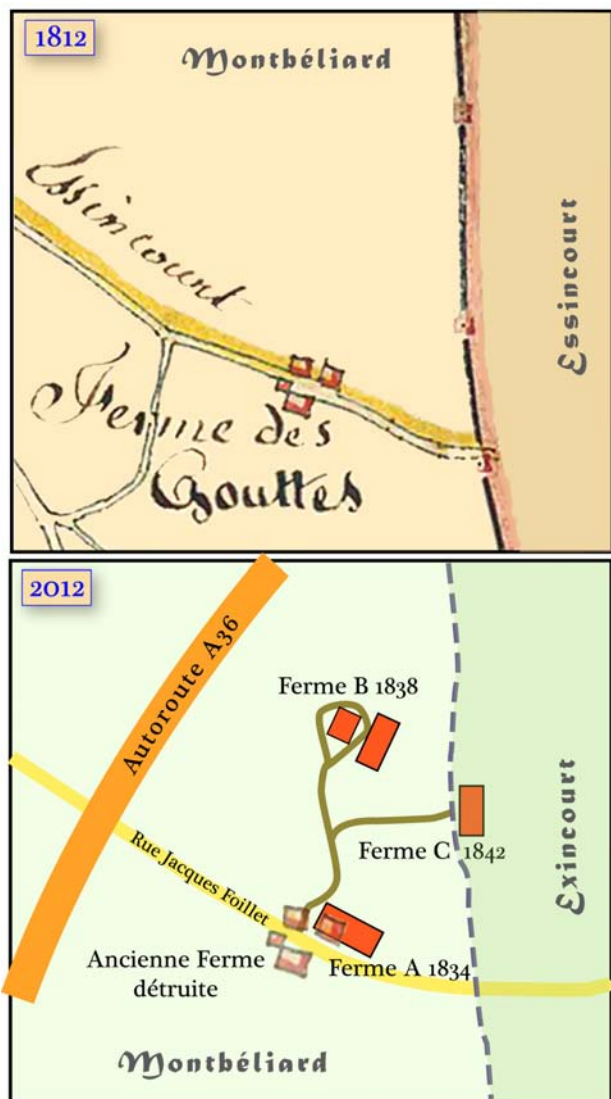 1812
Montbéliard
Essincourt
Essincourt
Ferme des
Gouttes
2012
Autoroute A36
Ferme B 1838
Rue Jacques Foillet
Ferme C 1842
Exincourt
Ancienne Ferme
détruite
Ferme A 1834
Montbéliard